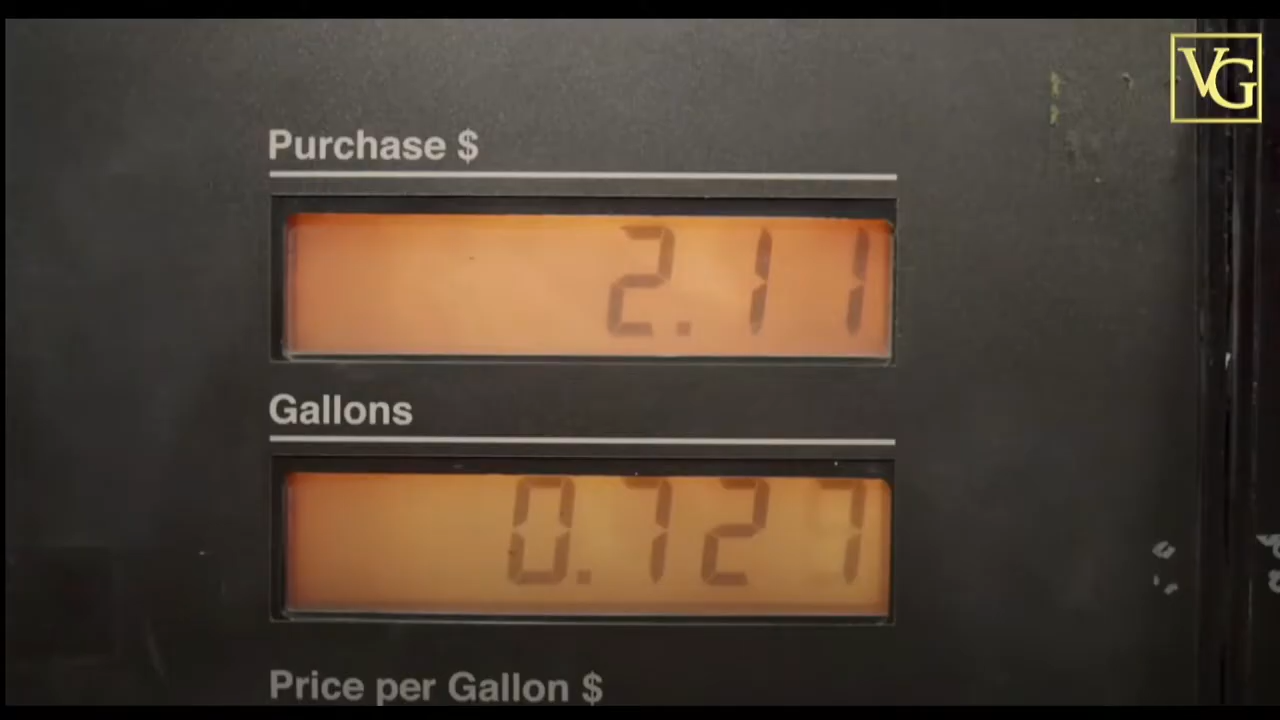 VG
Purchase $
2.11
Gallons
0.727
Price per Gallon $